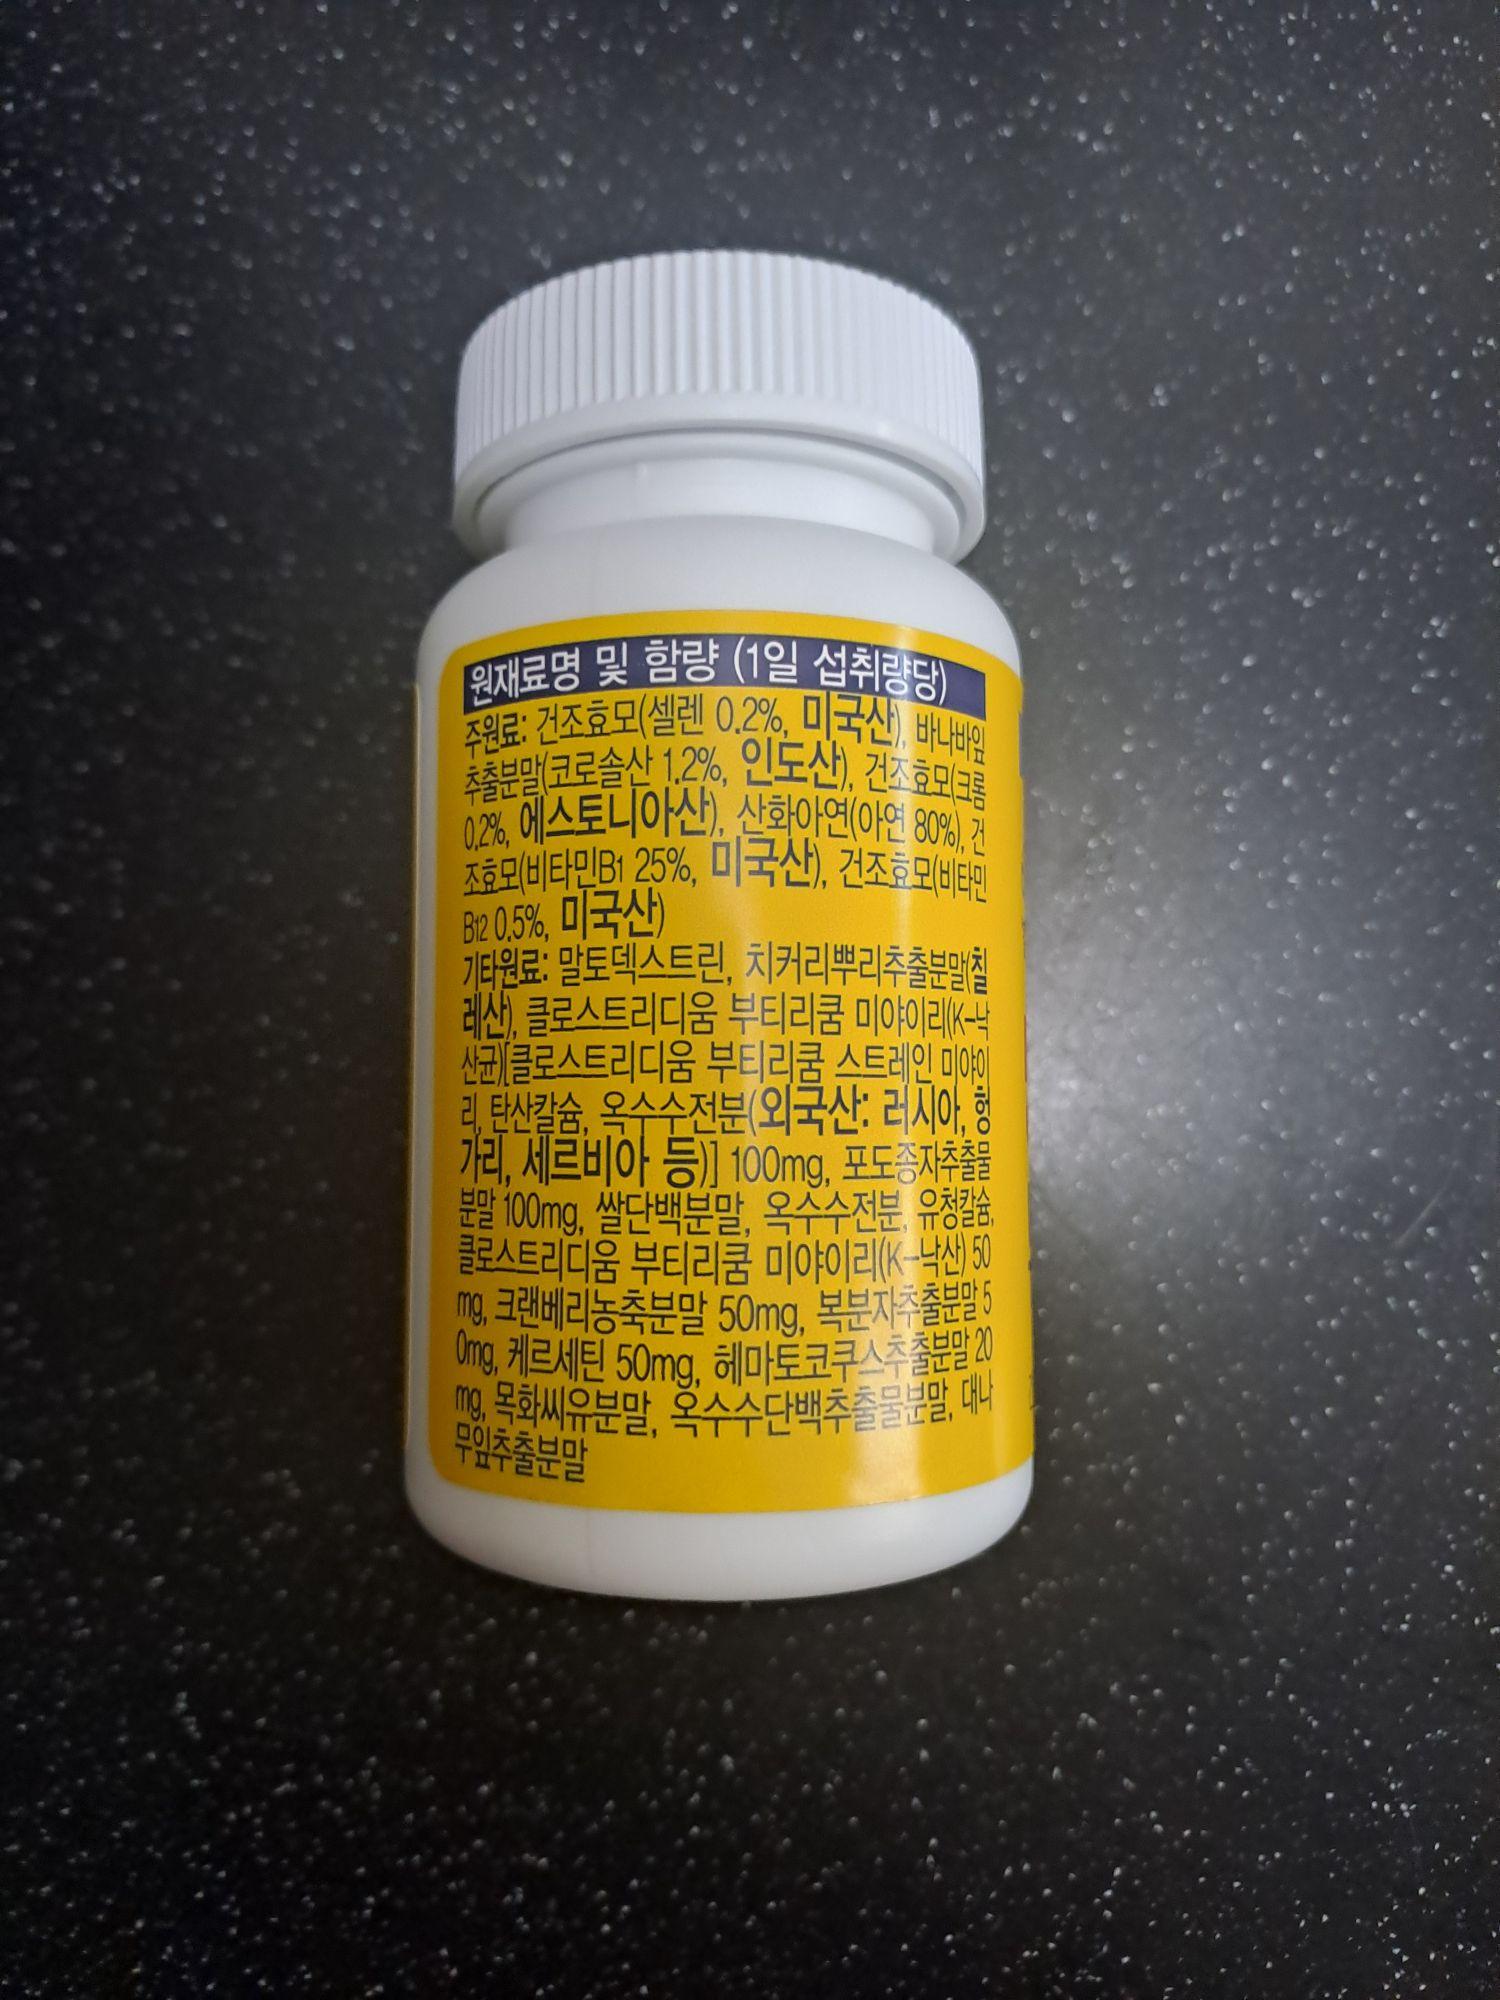 원재료명 및 함량 (1일 섭취량당)
주원료: 건조효모(셀렌 0.2%, 미국산), 바나바잎
추출분말(코로솔산 1.2%, 인도산), 건조효모(크롬
0.2%, 에스토니아산), 산화아연(아연 80%), 건
조효모(비타민B1 25%, 미국산), 건조효모(비타민
B12 0.5%, 미국산)
기타원료: 말토덱스트린, 치커리뿌리추출분말(칠
레산), 클로스트리디움 부티리쿰 미야이리(K-낙
산균)[클로스트리디움 부티리쿰 스트레인 미야이
리, 탄산칼슘, 옥수수전분(외국산: 러시아, 헝
가리, 세르비아 등)] 100mg, 포도종자추출물
분말 100mg, 쌀단백분말, 옥수수전분, 유청칼슘,
클로스트리디움 부티리쿰 미야이리(K-낙산) 50
mg, 크랜베리농축분말 50mg, 복분자추출분말 5
0mg, 케르세틴 50mg, 헤마토코쿠스추출분말 20
mg, 목화씨유분말, 옥수수단백추출물분말, 대나
무잎추출분말